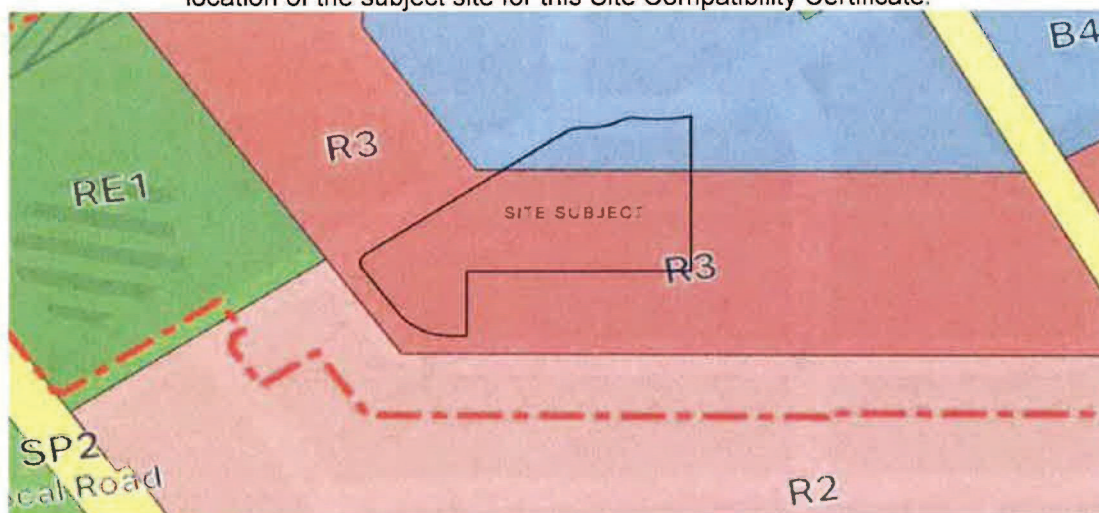 location of the subject site for this Site Compatibility Certificate.
B4
R3
RE1
SITE SUBJECT
R3
SP2
Road
R2